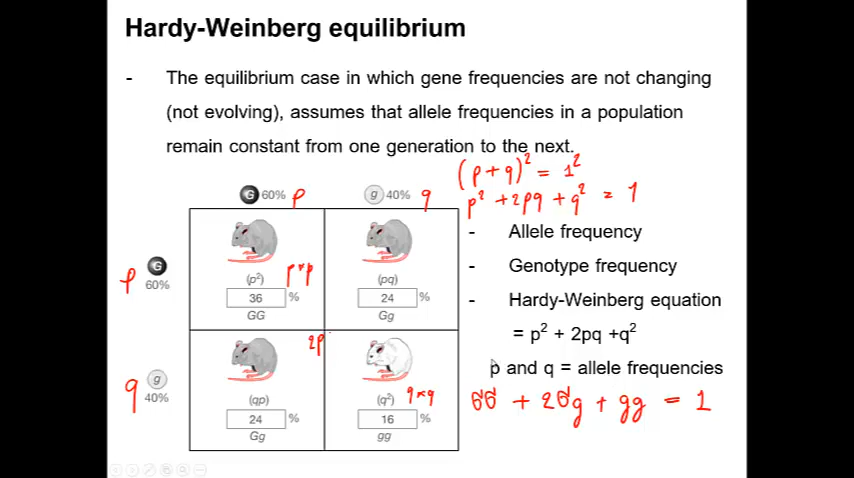 Hardy-Weinberg equilibrium
- The equilibrium case in which gene frequencies are not changing
(not evolving), assumes that allele frequencies in a population
remain constant from one generation to the next.
(p + q)² = 1²
p² + 2pq + q² = 1
G 60% p
g 40% q
- Allele frequency
- Genotype frequency
- Hardy-Weinberg equation
= p² + 2pq +q²
p and q = allele frequencies
GG + 2Gg + gg = 1
p G 60%
(p²) p*p
36 %
GG
(pq)
24 %
Gg
q g 40%
2p
(qp)
24 %
Gg
(q²) q*q
16 %
gg